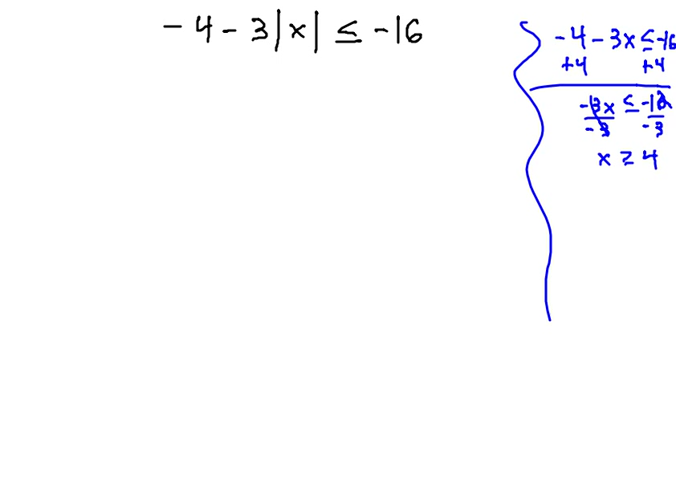 -4-3|x| ≤ -16
-4-3x ≤ -16
+4 +4
-3x ≤ -12
-3 -3
x ≥ 4